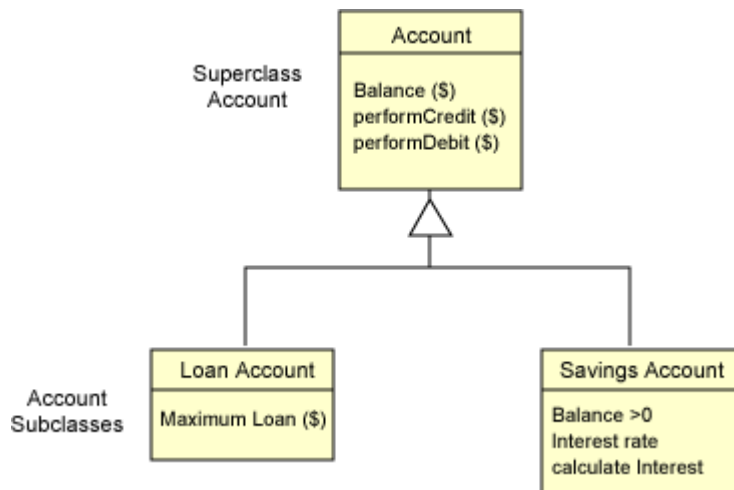 Account
Superclass
Account
Balance ($)
performCredit ($)
performDebit ($)
Loan Account
Maximum Loan ($)
Account
Subclasses
Savings Account
Balance >0
Interest rate
calculate Interest